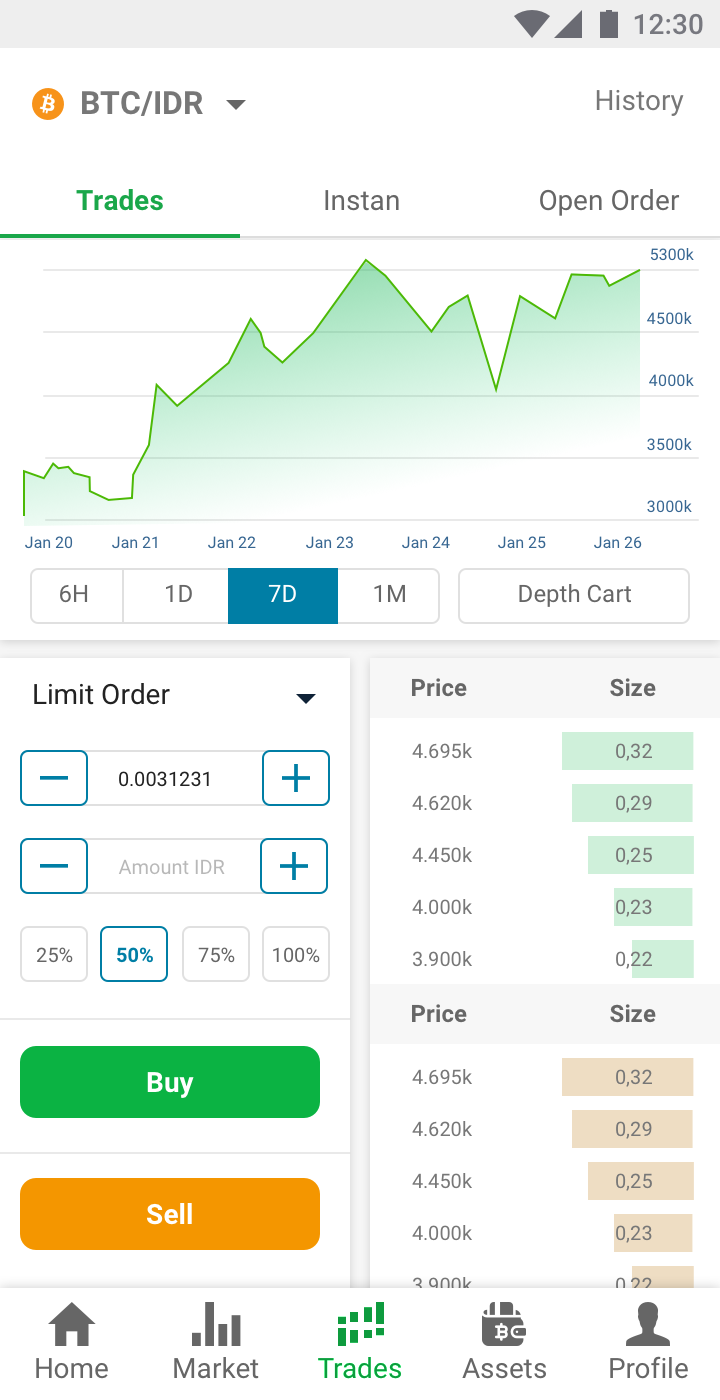 12:30
BTC/IDR
History
Trades
Instan
Open Order
5300k
4500k
4000k
3500k
3000k
Jan 20 Jan 21 Jan 22 Jan 23 Jan 24 Jan 25 Jan 26
6H 1D 7D 1M Depth Cart
Limit Order
0.0031231
Amount IDR
25% 50% 75% 100%
Buy
Sell
Price Size
4.695k 0,32
4.620k 0,29
4.450k 0,25
4.000k 0,23
3.900k 0,22
Price Size
4.695k 0,32
4.620k 0,29
4.450k 0,25
4.000k 0,23
3.900k 0,22
Home Market Trades Assets Profile